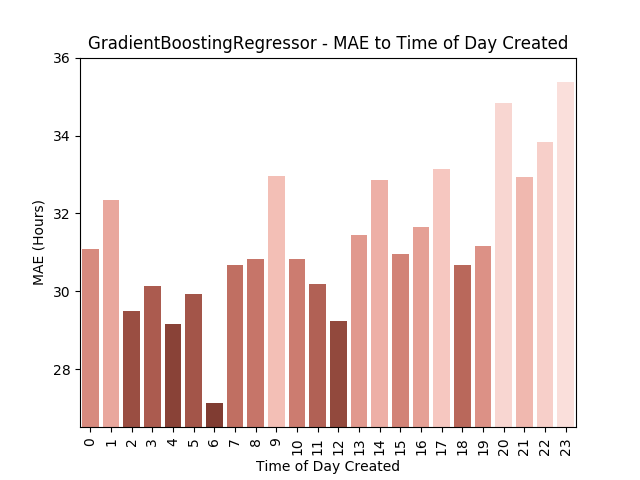 GradientBoostingRegressor - MAE to Time of Day Created
36
34
32
30
28
MAE (Hours)
0 1 2 3 4 5 6 7 8 9 10 11 12 13 14 15 16 17 18 19 20 21 22 23
Time of Day Created